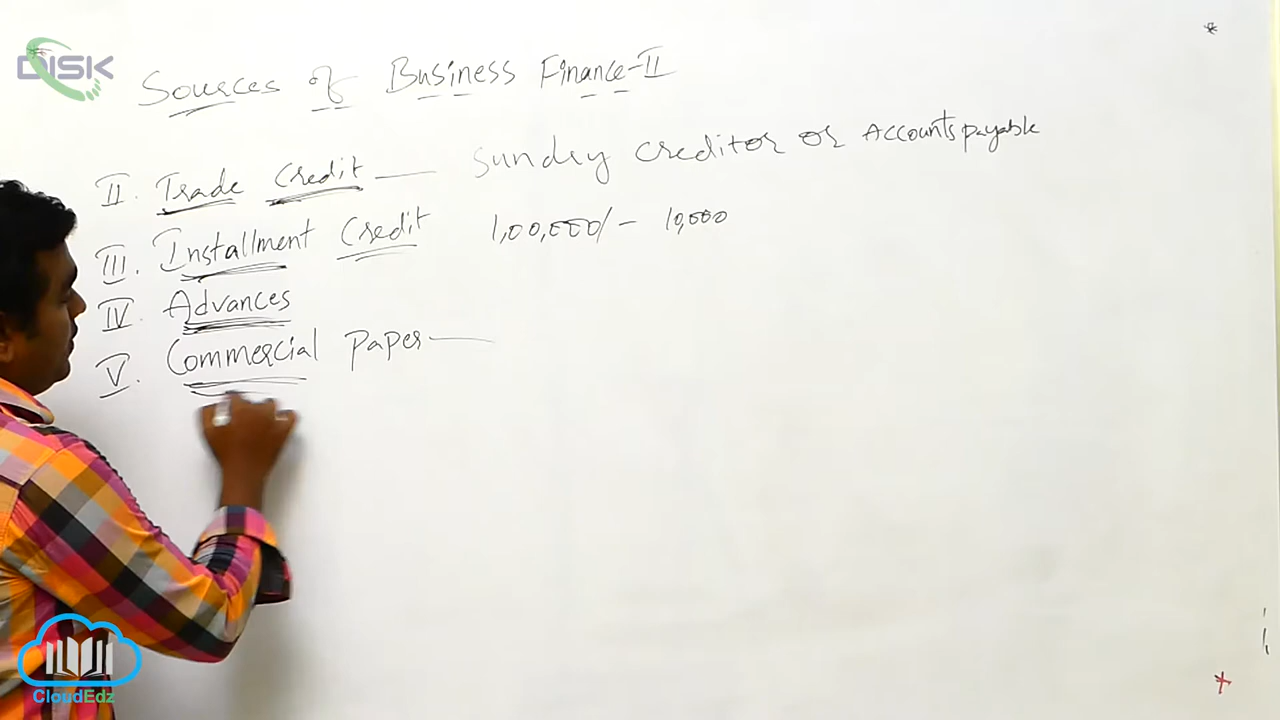 DISK
Sources of Business Finance-II
II. Trade Credit — Sundry creditor or Accounts payable
III. Installment Credit 1,00,000/- 10,000
IV. Advances
V. Commercial paper —
CloudEdz